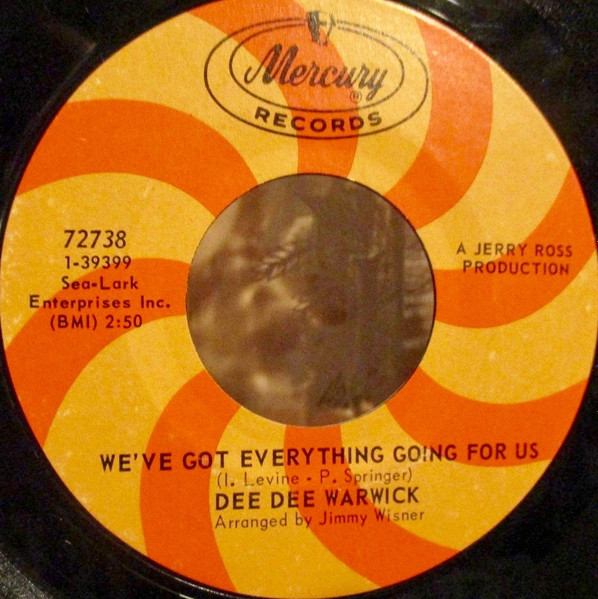 Mercury
®
RECORDS
72738
1-39399
Sea-Lark
Enterprises Inc.
(BMI) 2:50
A JERRY ROSS
PRODUCTION
WE'VE GOT EVERYTHING GOING FOR US
(I. Levine - P. Springer)
DEE DEE WARWICK
Arranged by Jimmy Wisner